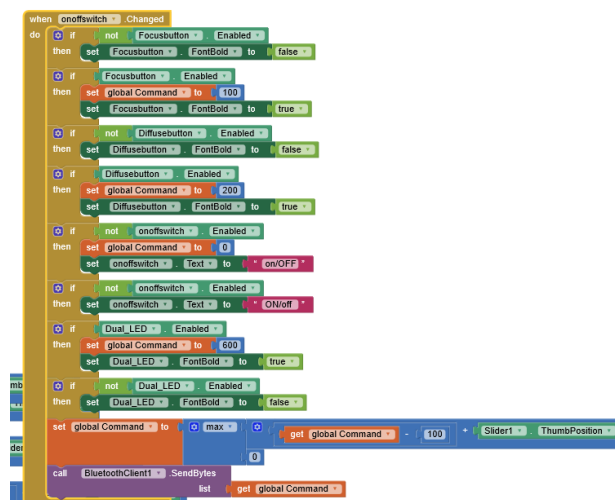 when onoffswitch .Changed
do if not Focusbutton . Enabled
then set Focusbutton . FontBold to false
if Focusbutton . Enabled
then set global Command to 100
set Focusbutton . FontBold to true
if not Diffusebutton . Enabled
then set Diffusebutton . FontBold to false
if Diffusebutton . Enabled
then set global Command to 200
set Diffusebutton . FontBold to true
if not onoffswitch . Enabled
then set global Command to 0
set onoffswitch . Text to " on/OFF "
if not onoffswitch . Enabled
then set onoffswitch . Text to " ON/off "
if Dual_LED . Enabled
then set global Command to 600
set Dual_LED . FontBold to true
if not Dual_LED . Enabled
then set Dual_LED . FontBold to false
set global Command to max get global Command - 100 + Slider1 . ThumbPosition
0
call BluetoothClient1 .SendBytes
list get global Command